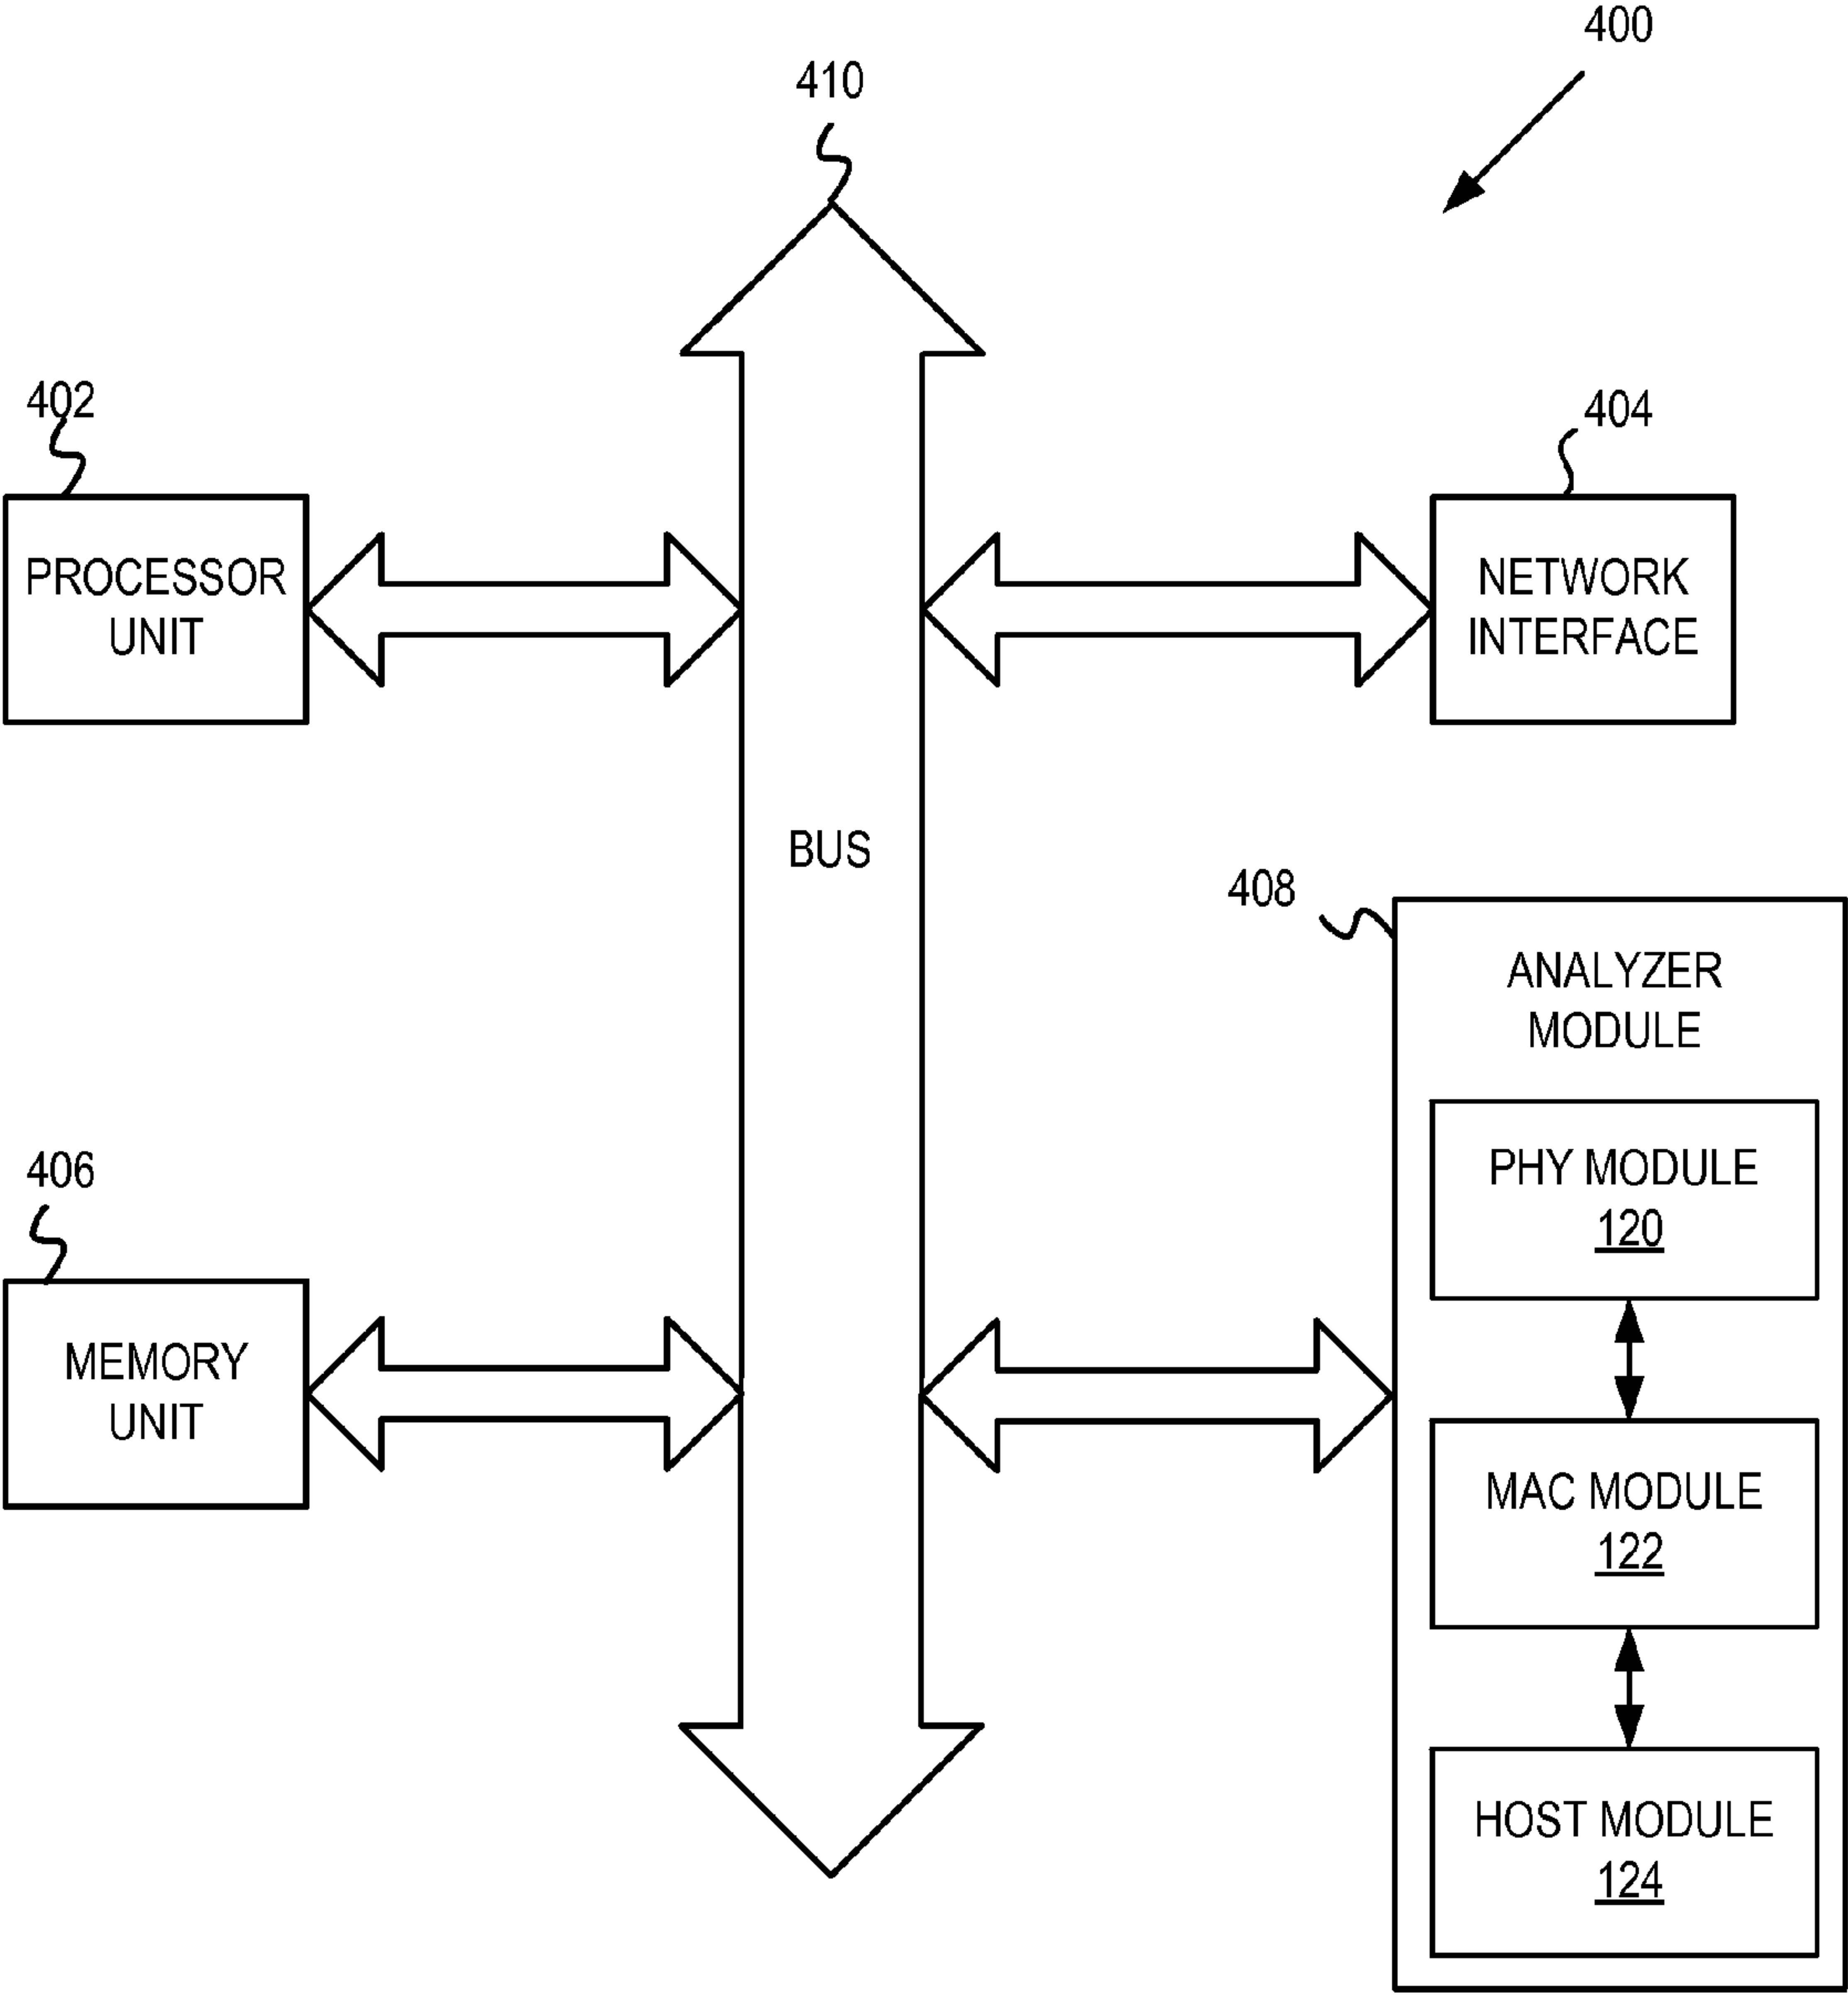 400
410
402
PROCESSOR
UNIT
404
NETWORK
INTERFACE
BUS
408
ANALYZER
MODULE
PHY MODULE
120
406
MEMORY
UNIT
MAC MODULE
122
HOST MODULE
124